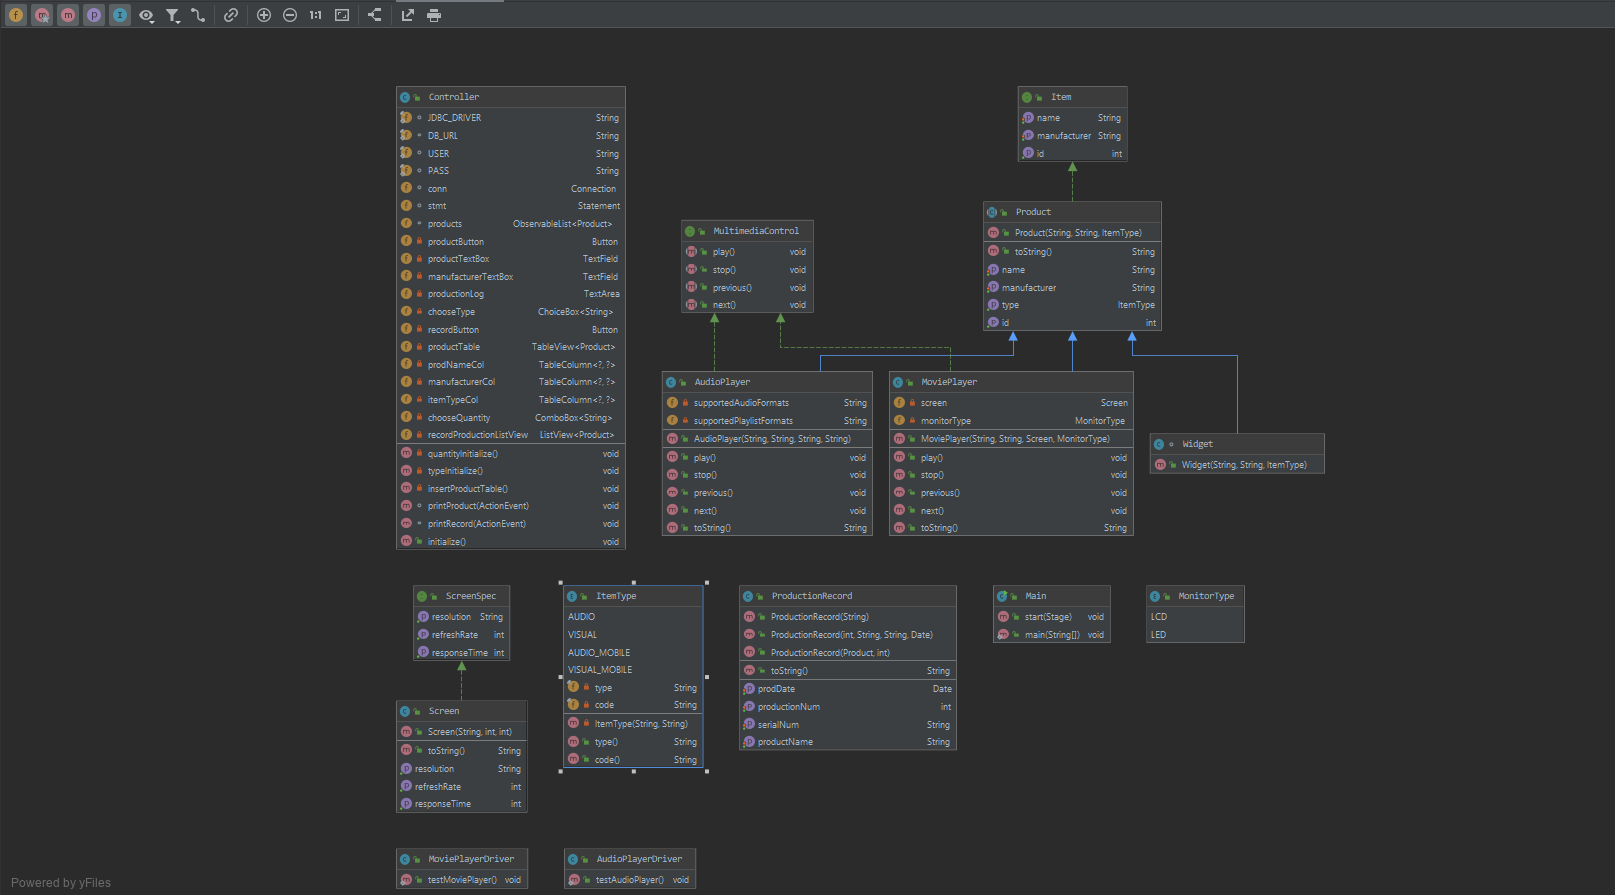 1:1
Controller
JDBC_DRIVER String
DB_URL String
USER String
PASS String
conn Connection
stmt Statement
products ObservableList<Product>
productButton Button
productTextBox TextField
manufacturerTextBox TextField
productionLog TextArea
chooseType ChoiceBox<String>
recordButton Button
productTable TableView<Product>
prodNameCol TableColumn<?, ?>
manufacturerCol TableColumn<?, ?>
itemTypeCol TableColumn<?, ?>
chooseQuantity ComboBox<String>
recordProductionListView ListView<Product>
quantityInitialize() void
typeInitialize() void
insertProductTable() void
printProduct(ActionEvent) void
printRecord(ActionEvent) void
initialize() void
MultimediaControl
play() void
stop() void
previous() void
next() void
Item
name String
manufacturer String
id int
Product
Product(String, String, ItemType)
toString() String
name String
manufacturer String
type ItemType
id int
AudioPlayer
supportedAudioFormats String
supportedPlaylistFormats String
AudioPlayer(String, String, String, String)
play() void
stop() void
previous() void
next() void
toString() String
MoviePlayer
screen Screen
monitorType MonitorType
MoviePlayer(String, String, Screen, MonitorType)
play() void
stop() void
previous() void
next() void
toString() String
Widget
Widget(String, String, ItemType)
ScreenSpec
resolution String
refreshRate int
responseTime int
Screen
Screen(String, int, int)
toString() String
resolution String
refreshRate int
responseTime int
ItemType
AUDIO
VISUAL
AUDIO_MOBILE
VISUAL_MOBILE
type String
code String
ItemType(String, String)
type() String
code() String
ProductionRecord
ProductionRecord(String)
ProductionRecord(int, String, String, Date)
ProductionRecord(Product, int)
toString() String
prodDate Date
productionNum int
serialNum String
productName String
Main
start(Stage) void
main(String[]) void
MonitorType
LCD
LED
MoviePlayerDriver
testMoviePlayer() void
AudioPlayerDriver
testAudioPlayer() void
Powered by yFiles